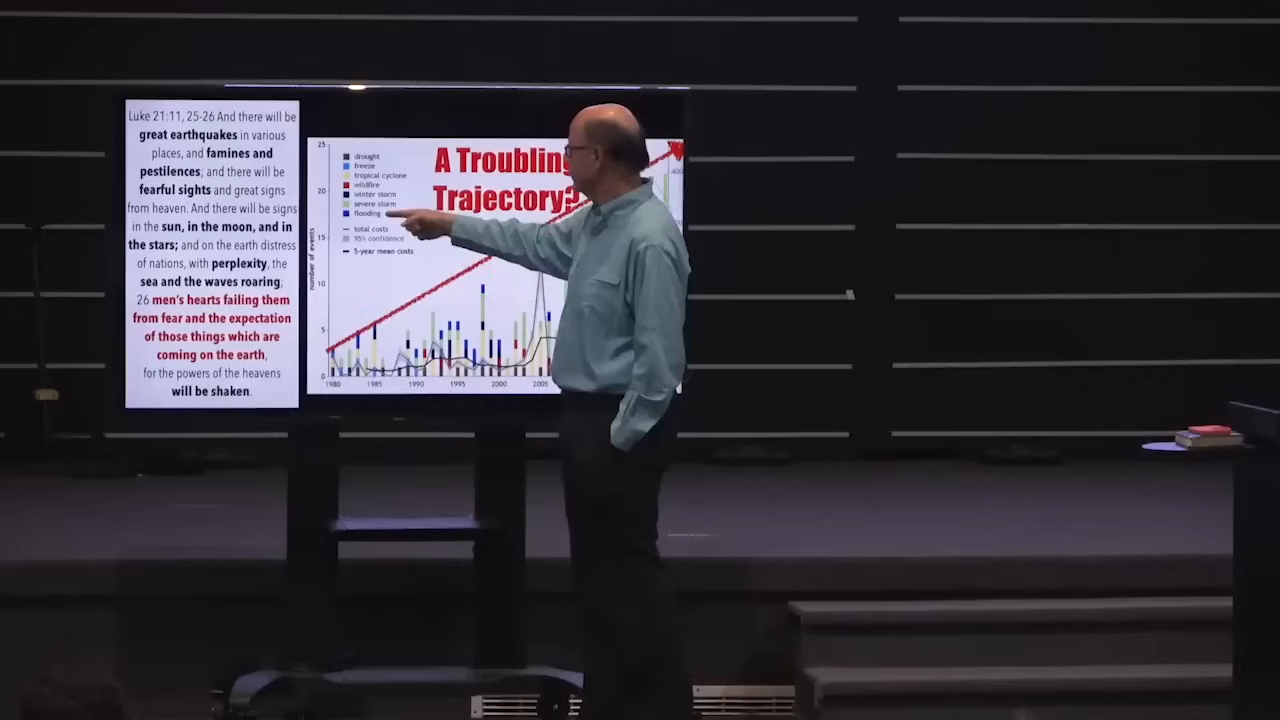 Luke 21:11, 25-26 And there will be
great earthquakes in various
places, and famines and
pestilences; and there will be
fearful sights and great signs
from heaven. And there will be signs
in the sun, in the moon, and in
the stars; and on the earth distress
of nations, with perplexity, the
sea and the waves roaring;
26 men's hearts failing them
from fear and the expectation
of those things which are
coming on the earth,
for the powers of the heavens
will be shaken.
A Troubling
Trajectory?
25
20
15
10
5
0
number of events
drought
freeze
tropical cyclone
wildfire
winter storm
severe storm
flooding
total costs
95% confidence
5-year mean costs
1980
1985
1990
1995
2000
2005
400